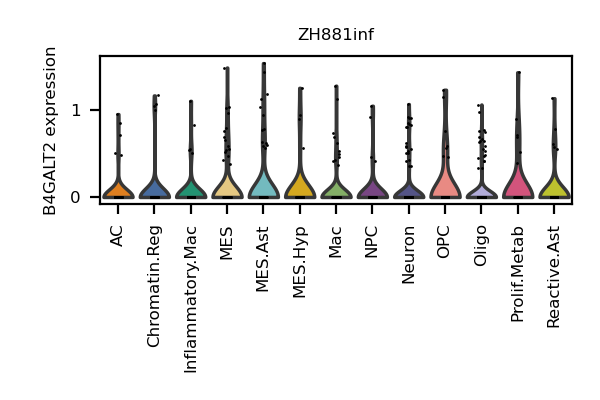 ZH881inf
B4GALT2 expression
1
0
AC
Chromatin.Reg
Inflammatory.Mac
MES
MES.Ast
MES.Hyp
Mac
NPC
Neuron
OPC
Oligo
Prolif.Metab
Reactive.Ast